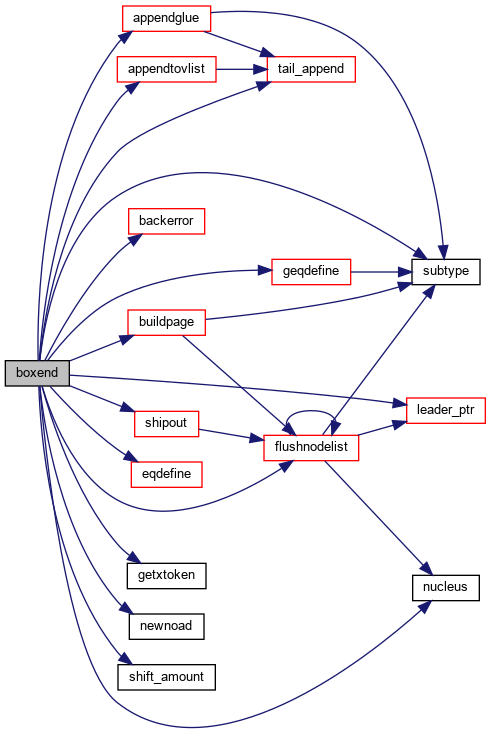 appendglue
appendtovlist
tail_append
backerror
geqdefine
subtype
buildpage
boxend
leader_ptr
shipout
flushnodelist
eqdefine
getxtoken
nucleus
newnoad
shift_amount